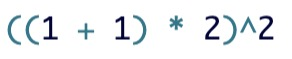 ((1 + 1) * 2)^2